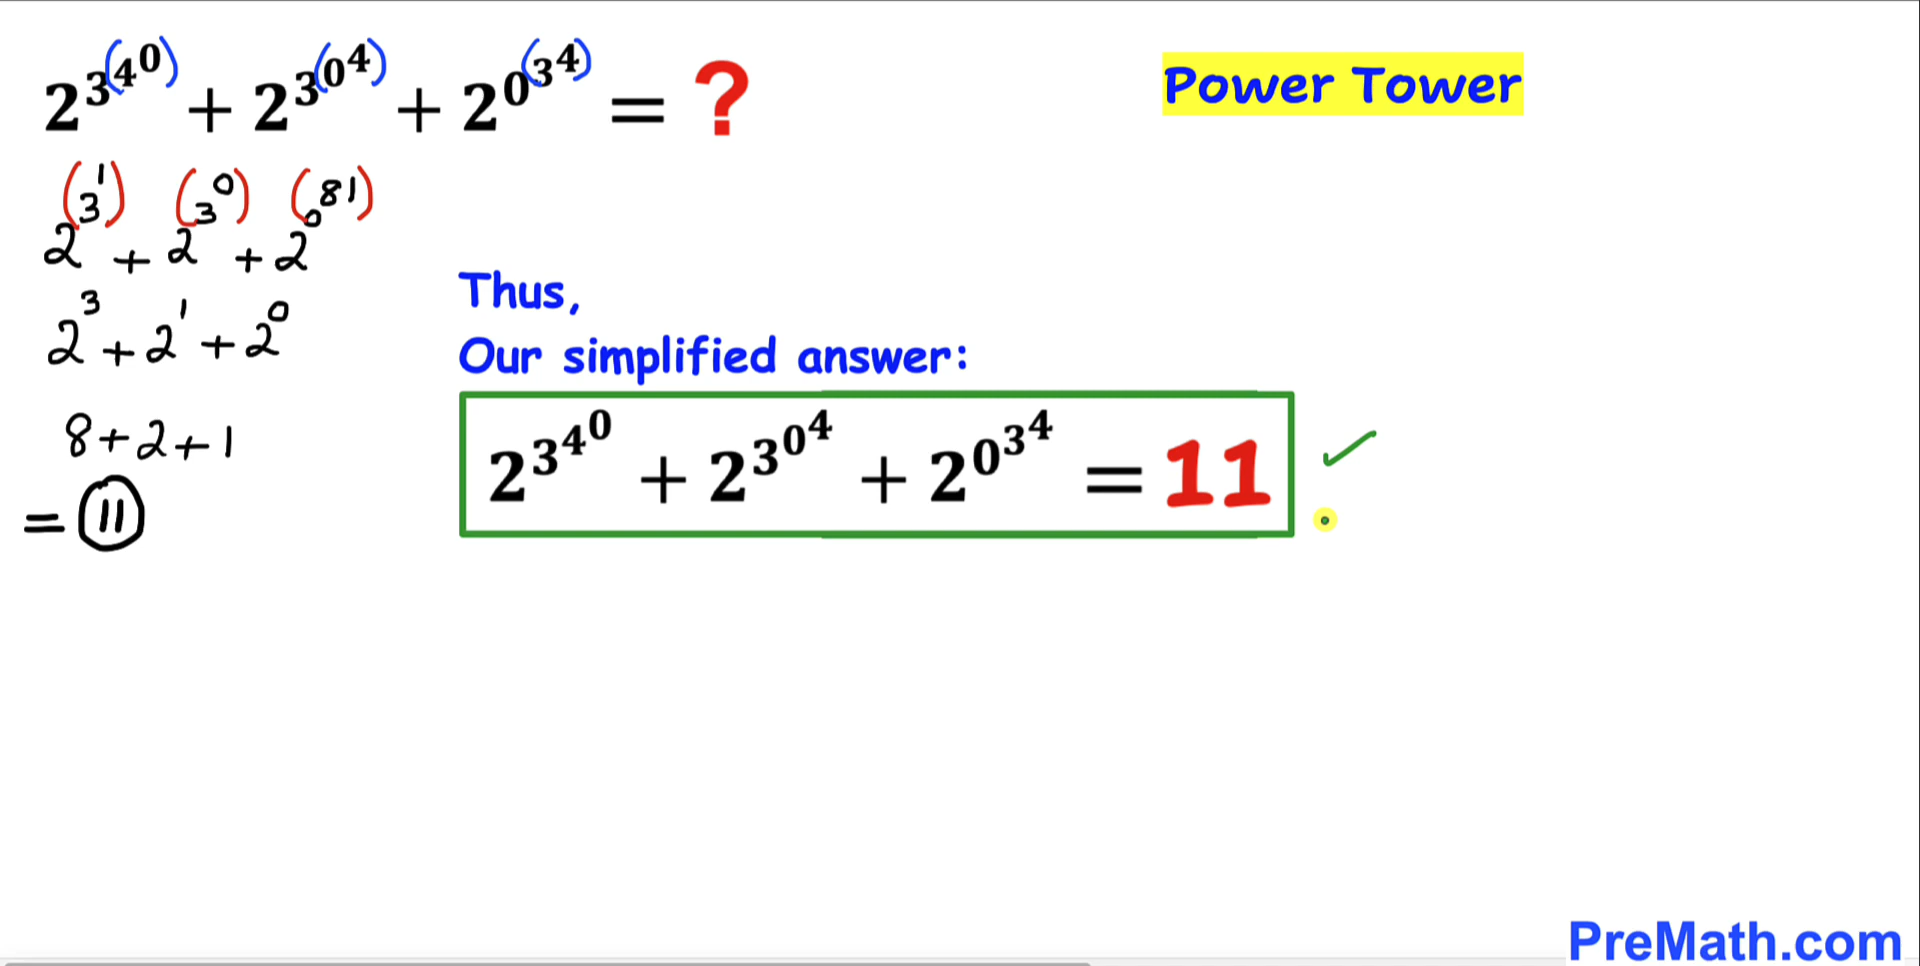 2^3^(4^0) + 2^3^(0^4) + 2^0^(3^4) = ?
Power Tower
2^(3^1) + 2^(3^0) + 2^(0^81)
2^3 + 2^1 + 2^0
8+2+1
= 11
Thus,
Our simplified answer:
2^3^4^0 + 2^3^0^4 + 2^0^3^4 = 11
PreMath.com